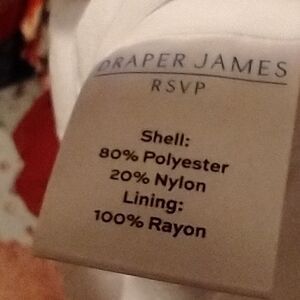 DRAPER JAMES
RSVP
Shell:
80% Polyester
20% Nylon
Lining:
100% Rayon